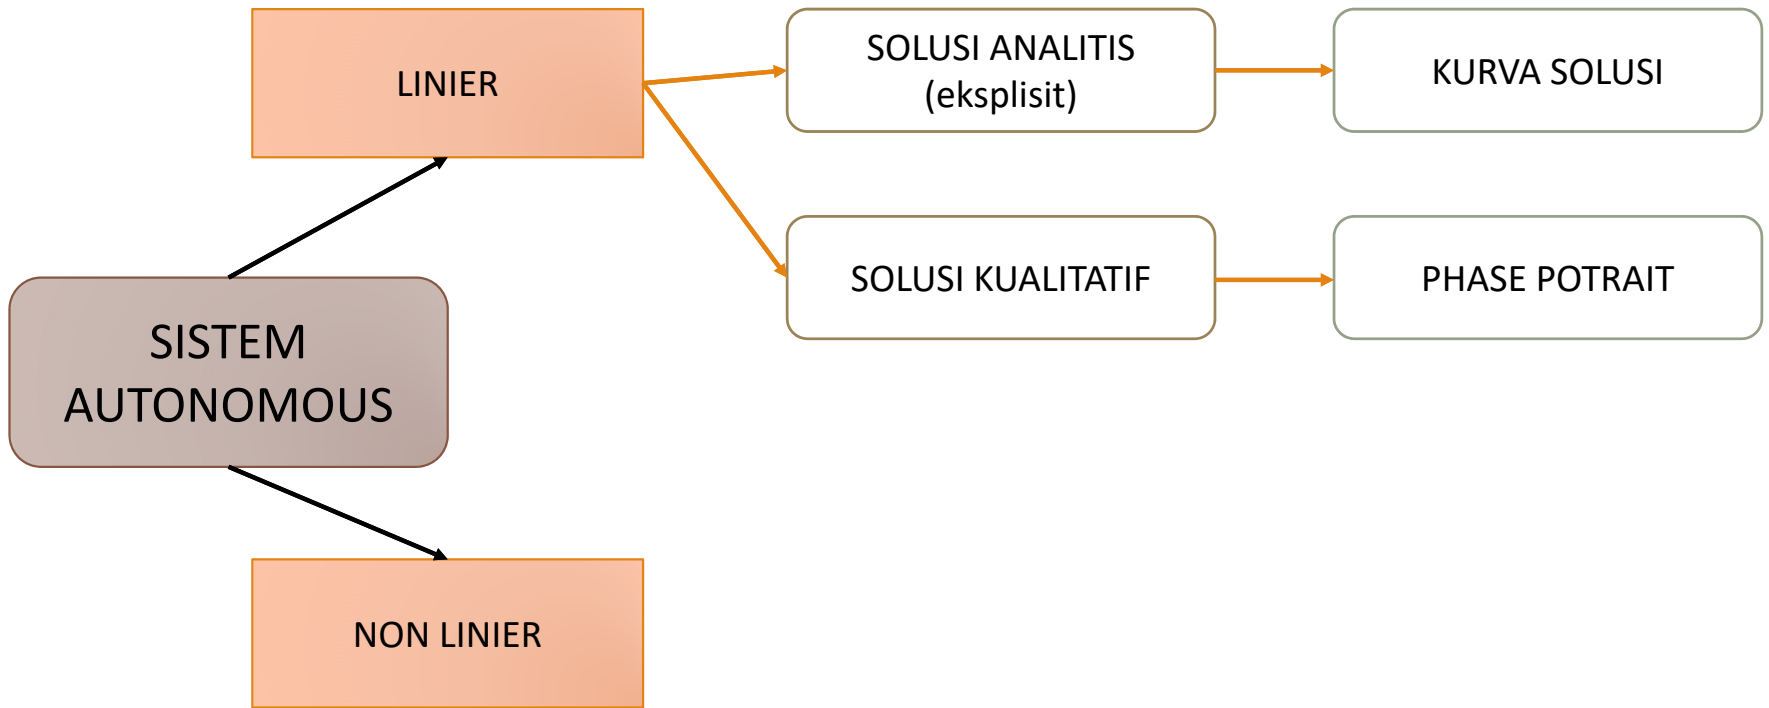 LINIER
SOLUSI ANALITIS
(eksplisit)
KURVA SOLUSI
SOLUSI KUALITATIF
PHASE POTRAIT
SISTEM
AUTONOMOUS
NON LINIER